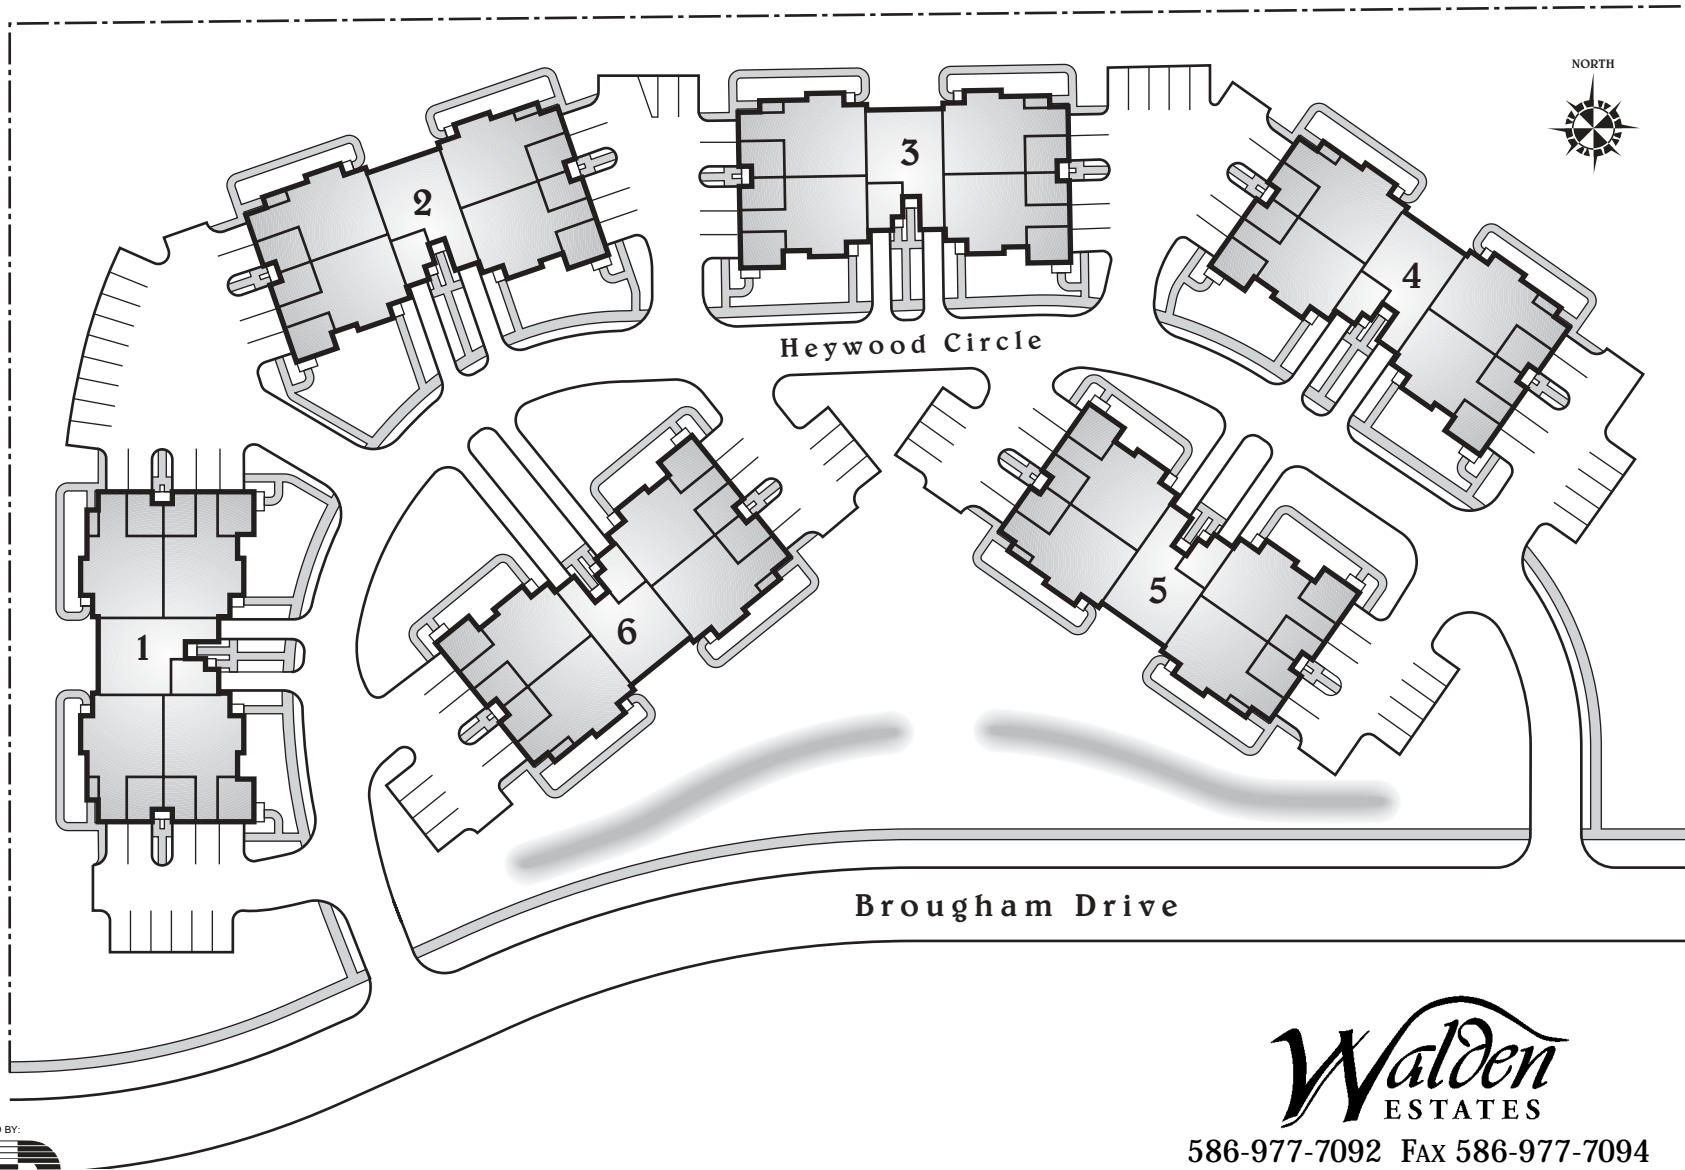 NORTH
3
2
4
Heywood Circle
5
6
1
Brougham Drive
Walden
ESTATES
586-977-7092 FAX 586-977-7094
BY: